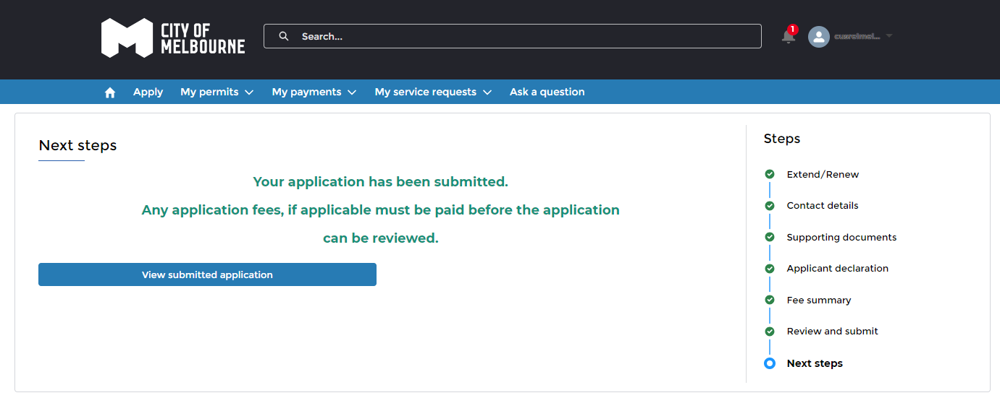 CITY OF
MELBOURNE
Search...
1
Apply
My permits
My payments
My service requests
Ask a question
Next steps
Your application has been submitted.
Any application fees, if applicable must be paid before the application
can be reviewed.
View submitted application
Steps
Extend/Renew
Contact details
Supporting documents
Applicant declaration
Fee summary
Review and submit
Next steps